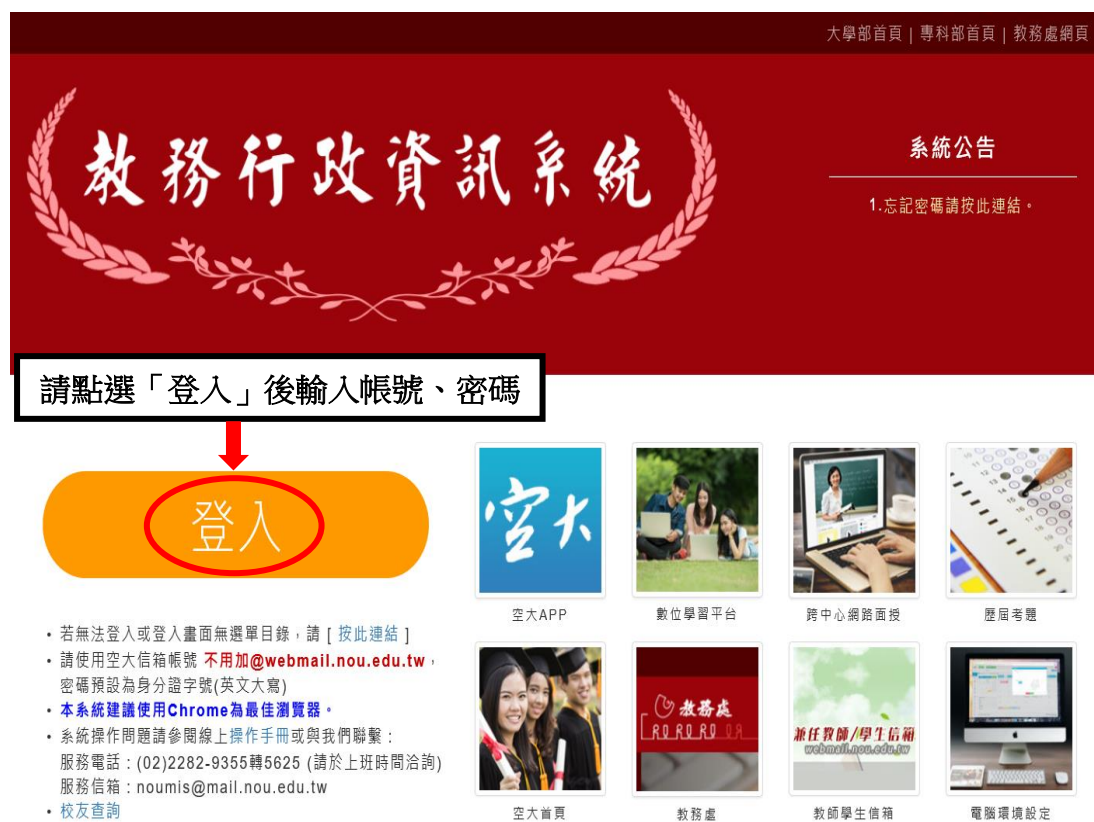 大學部首頁 | 專科部首頁 | 教務處網頁
教務行政資訊系統
系統公告
1.忘記密碼請按此連結。
請點選「登入」後輸入帳號、密碼
登入
空大
空大APP
數位學習平台
跨中心網路面授
歷屆考題
• 若無法登入或登入畫面無選單目錄，請 [ 按此連結 ]
• 請使用空大信箱帳號 不用加@webmail.nou.edu.tw，
密碼預設為身分證字號(英文大寫)
• 本系統建議使用Chrome為最佳瀏覽器。
• 系統操作問題請參閱線上操作手冊或與我們聯繫：
服務電話：(02)2282-9355轉5625 (請於上班時間洽詢)
服務信箱：noumis@mail.nou.edu.tw
• 校友查詢
教務處
兼任教師/學生信箱
webmail.nou.edu.tw
空大首頁
教務處
教師學生信箱
電腦環境設定